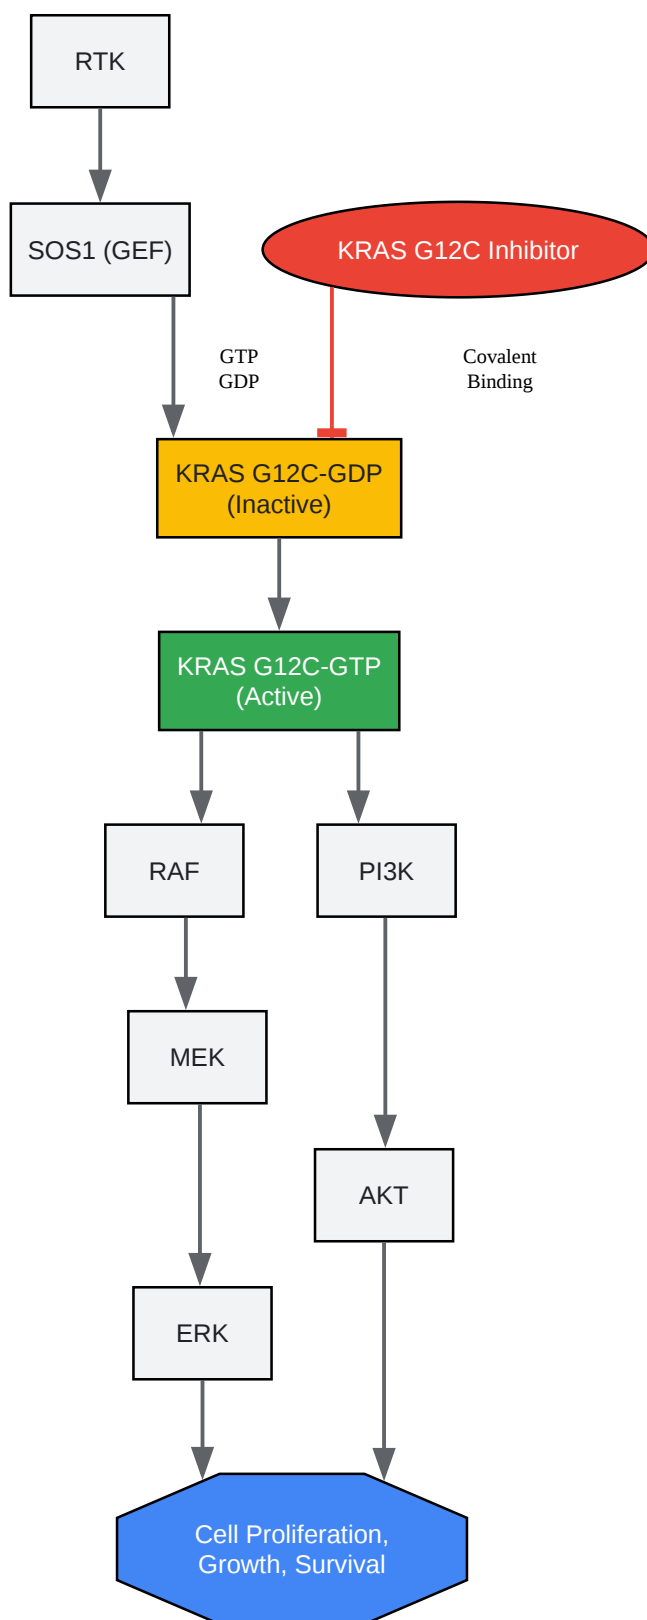 RTK
SOS1 (GEF)
KRAS G12C Inhibitor
GTP
GDP
Covalent
Binding
KRAS G12C-GDP
(Inactive)
KRAS G12C-GTP
(Active)
RAF
PI3K
MEK
AKT
ERK
Cell Proliferation,
Growth, Survival